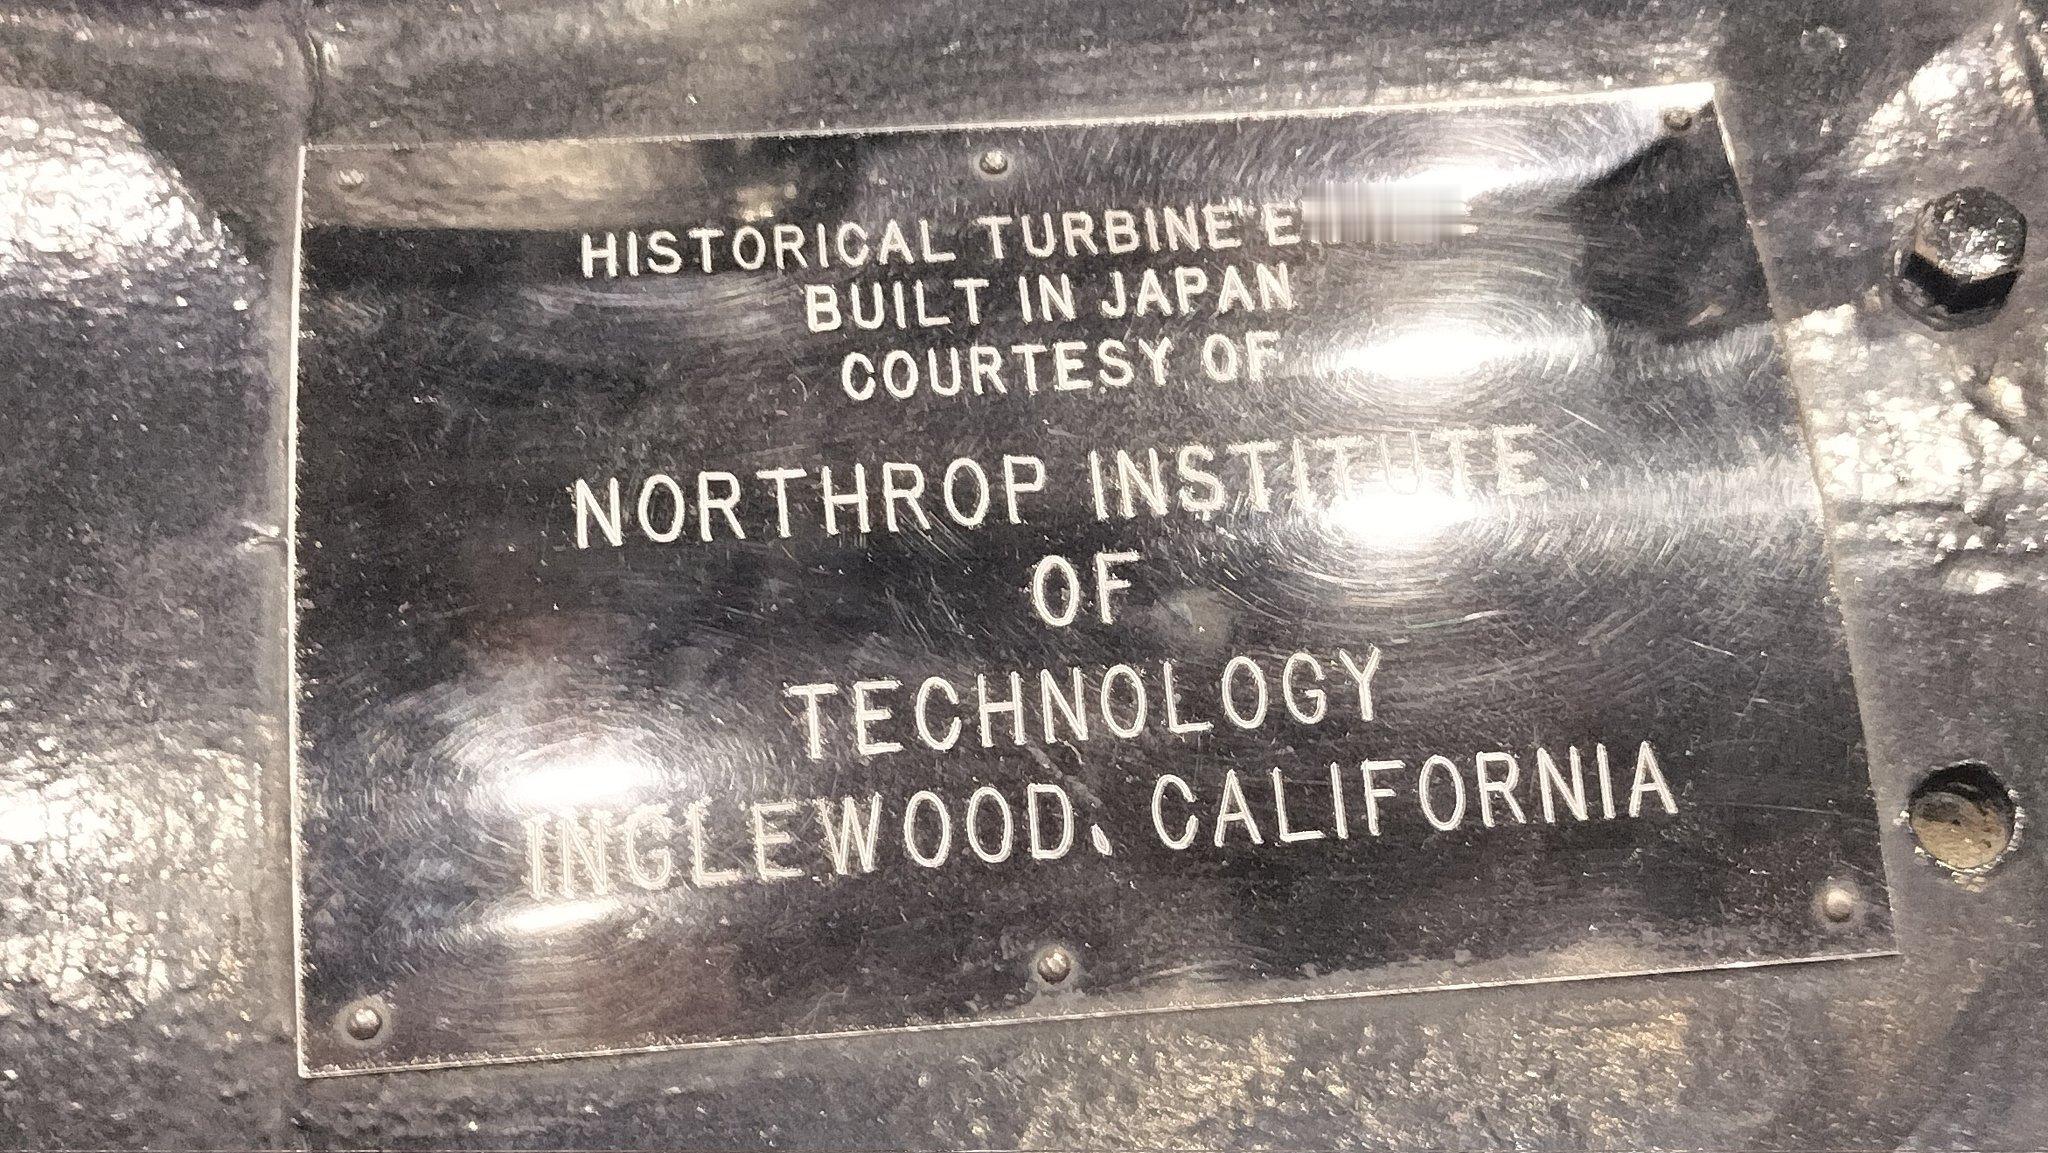 HISTORICAL TURBINE
BUILT IN JAPAN
COURTESY OF
NORTHROP INSTITUTE
OF
TECHNOLOGY
INGLEWOOD, CALIFORNIA